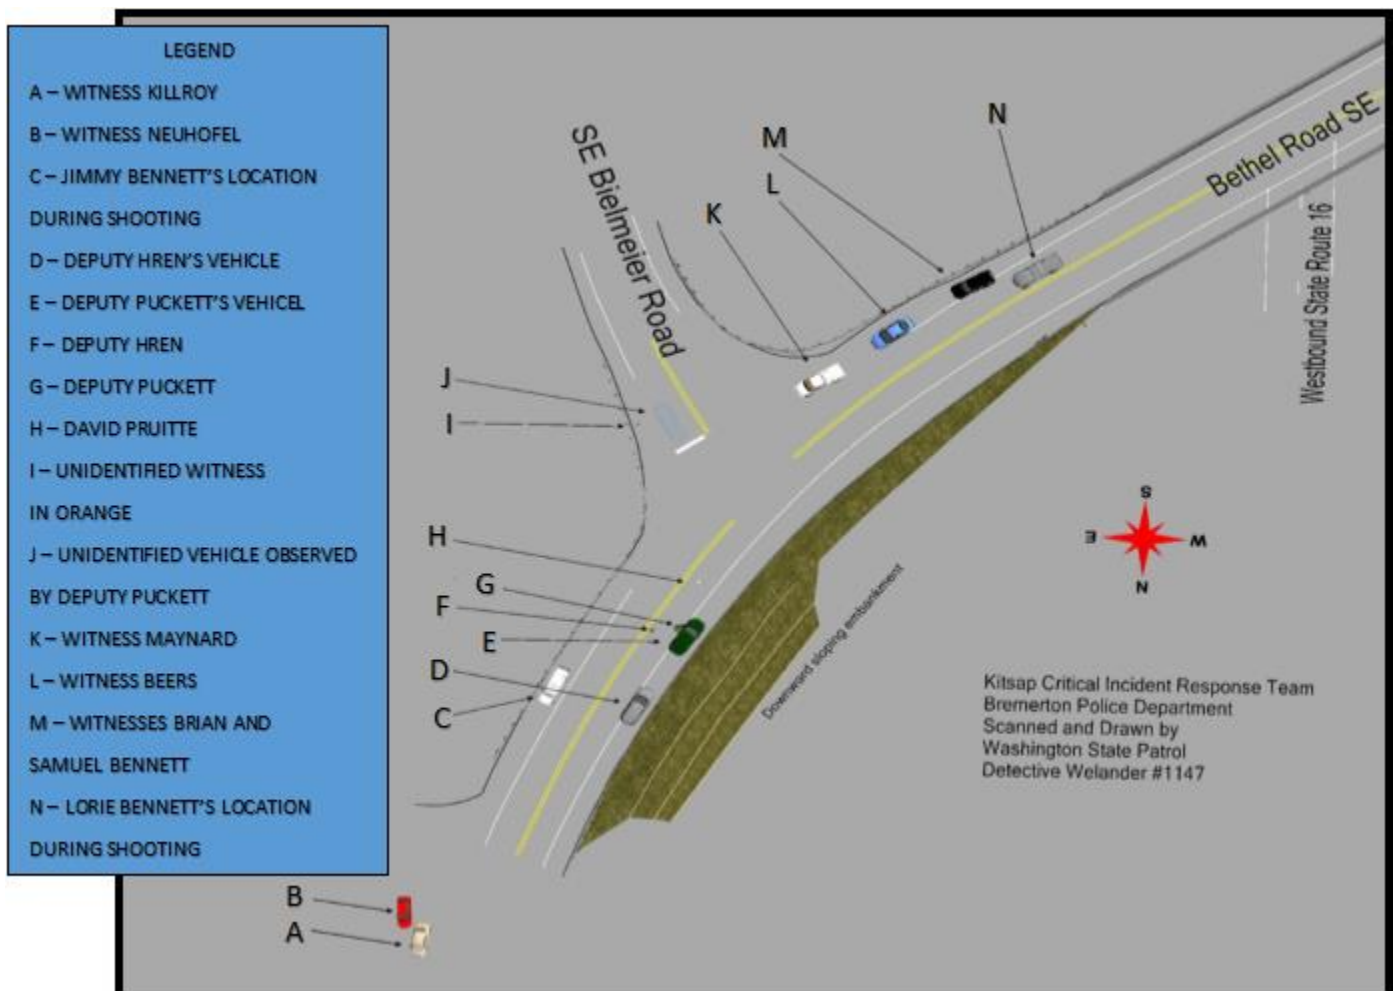 LEGEND
A – WITNESS KILLROY
B – WITNESS NEUHOFEL
C – JIMMY BENNETT'S LOCATION
DURING SHOOTING
D – DEPUTY HREN'S VEHICLE
E – DEPUTY PUCKETT'S VEHICEL
F – DEPUTY HREN
G – DEPUTY PUCKETT
H – DAVID PRUITTE
I – UNIDENTIFIED WITNESS
IN ORANGE
J – UNIDENTIFIED VEHICLE OBSERVED
BY DEPUTY PUCKETT
K – WITNESS MAYNARD
L – WITNESS BEERS
M – WITNESSES BRIAN AND
SAMUEL BENNETT
N – LORIE BENNETT'S LOCATION
DURING SHOOTING
SE Bielmeier Road
Bethel Road SE
Westbound State Route 16
N
M
L
K
J
I
H
G
F
E
D
C
B
A
S
E
W
N
Downward sloping embankment
Kitsap Critical Incident Response Team
Bremerton Police Department
Scanned and Drawn by
Washington State Patrol
Detective Welander #1147